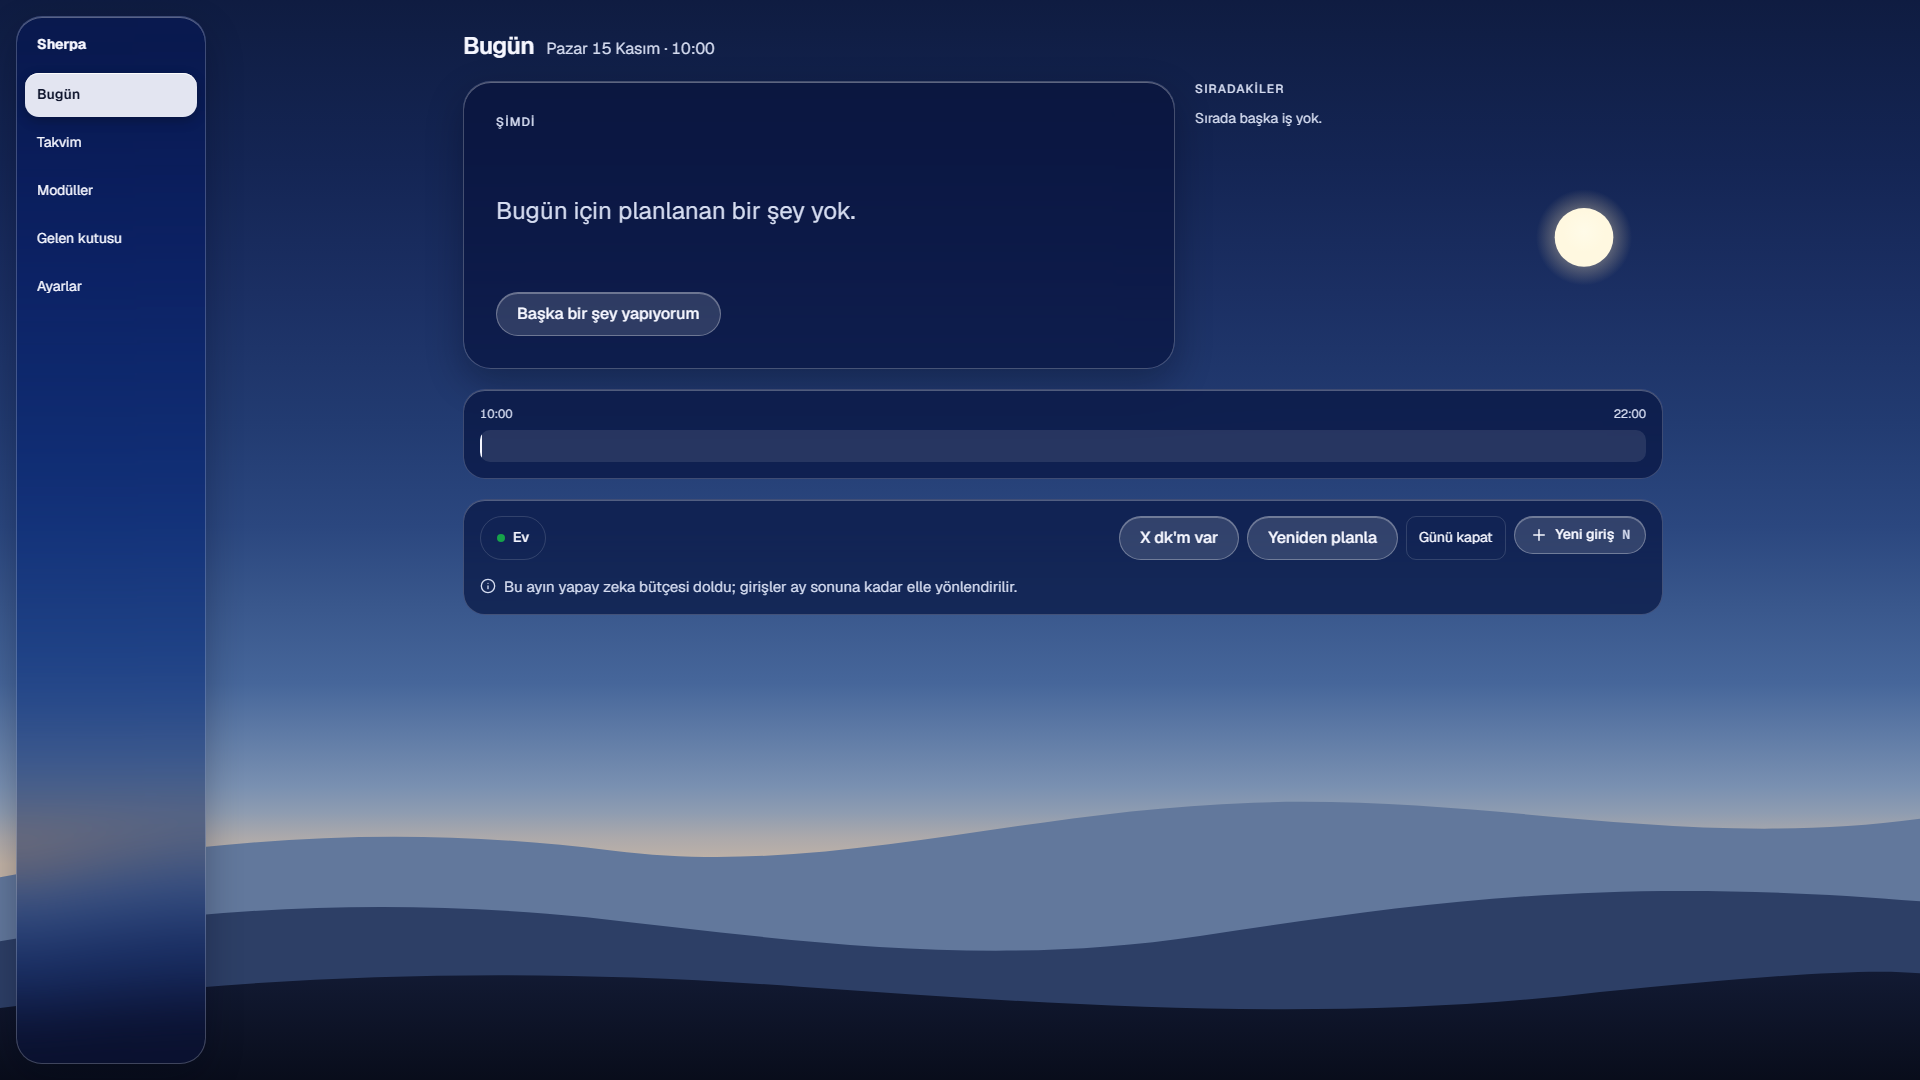 Sherpa
Bugün
Takvim
Modüller
Gelen kutusu
Ayarlar
Bugün Pazar 15 Kasım · 10:00
ŞİMDİ
Bugün için planlanan bir şey yok.
Başka bir şey yapıyorum
SIRADAKİLER
Sırada başka iş yok.
10:00 22:00
Ev X dk'm var Yeniden planla Günü kapat Yeni giriş N
Bu ayın yapay zeka bütçesi doldu; girişler ay sonuna kadar elle yönlendirilir.